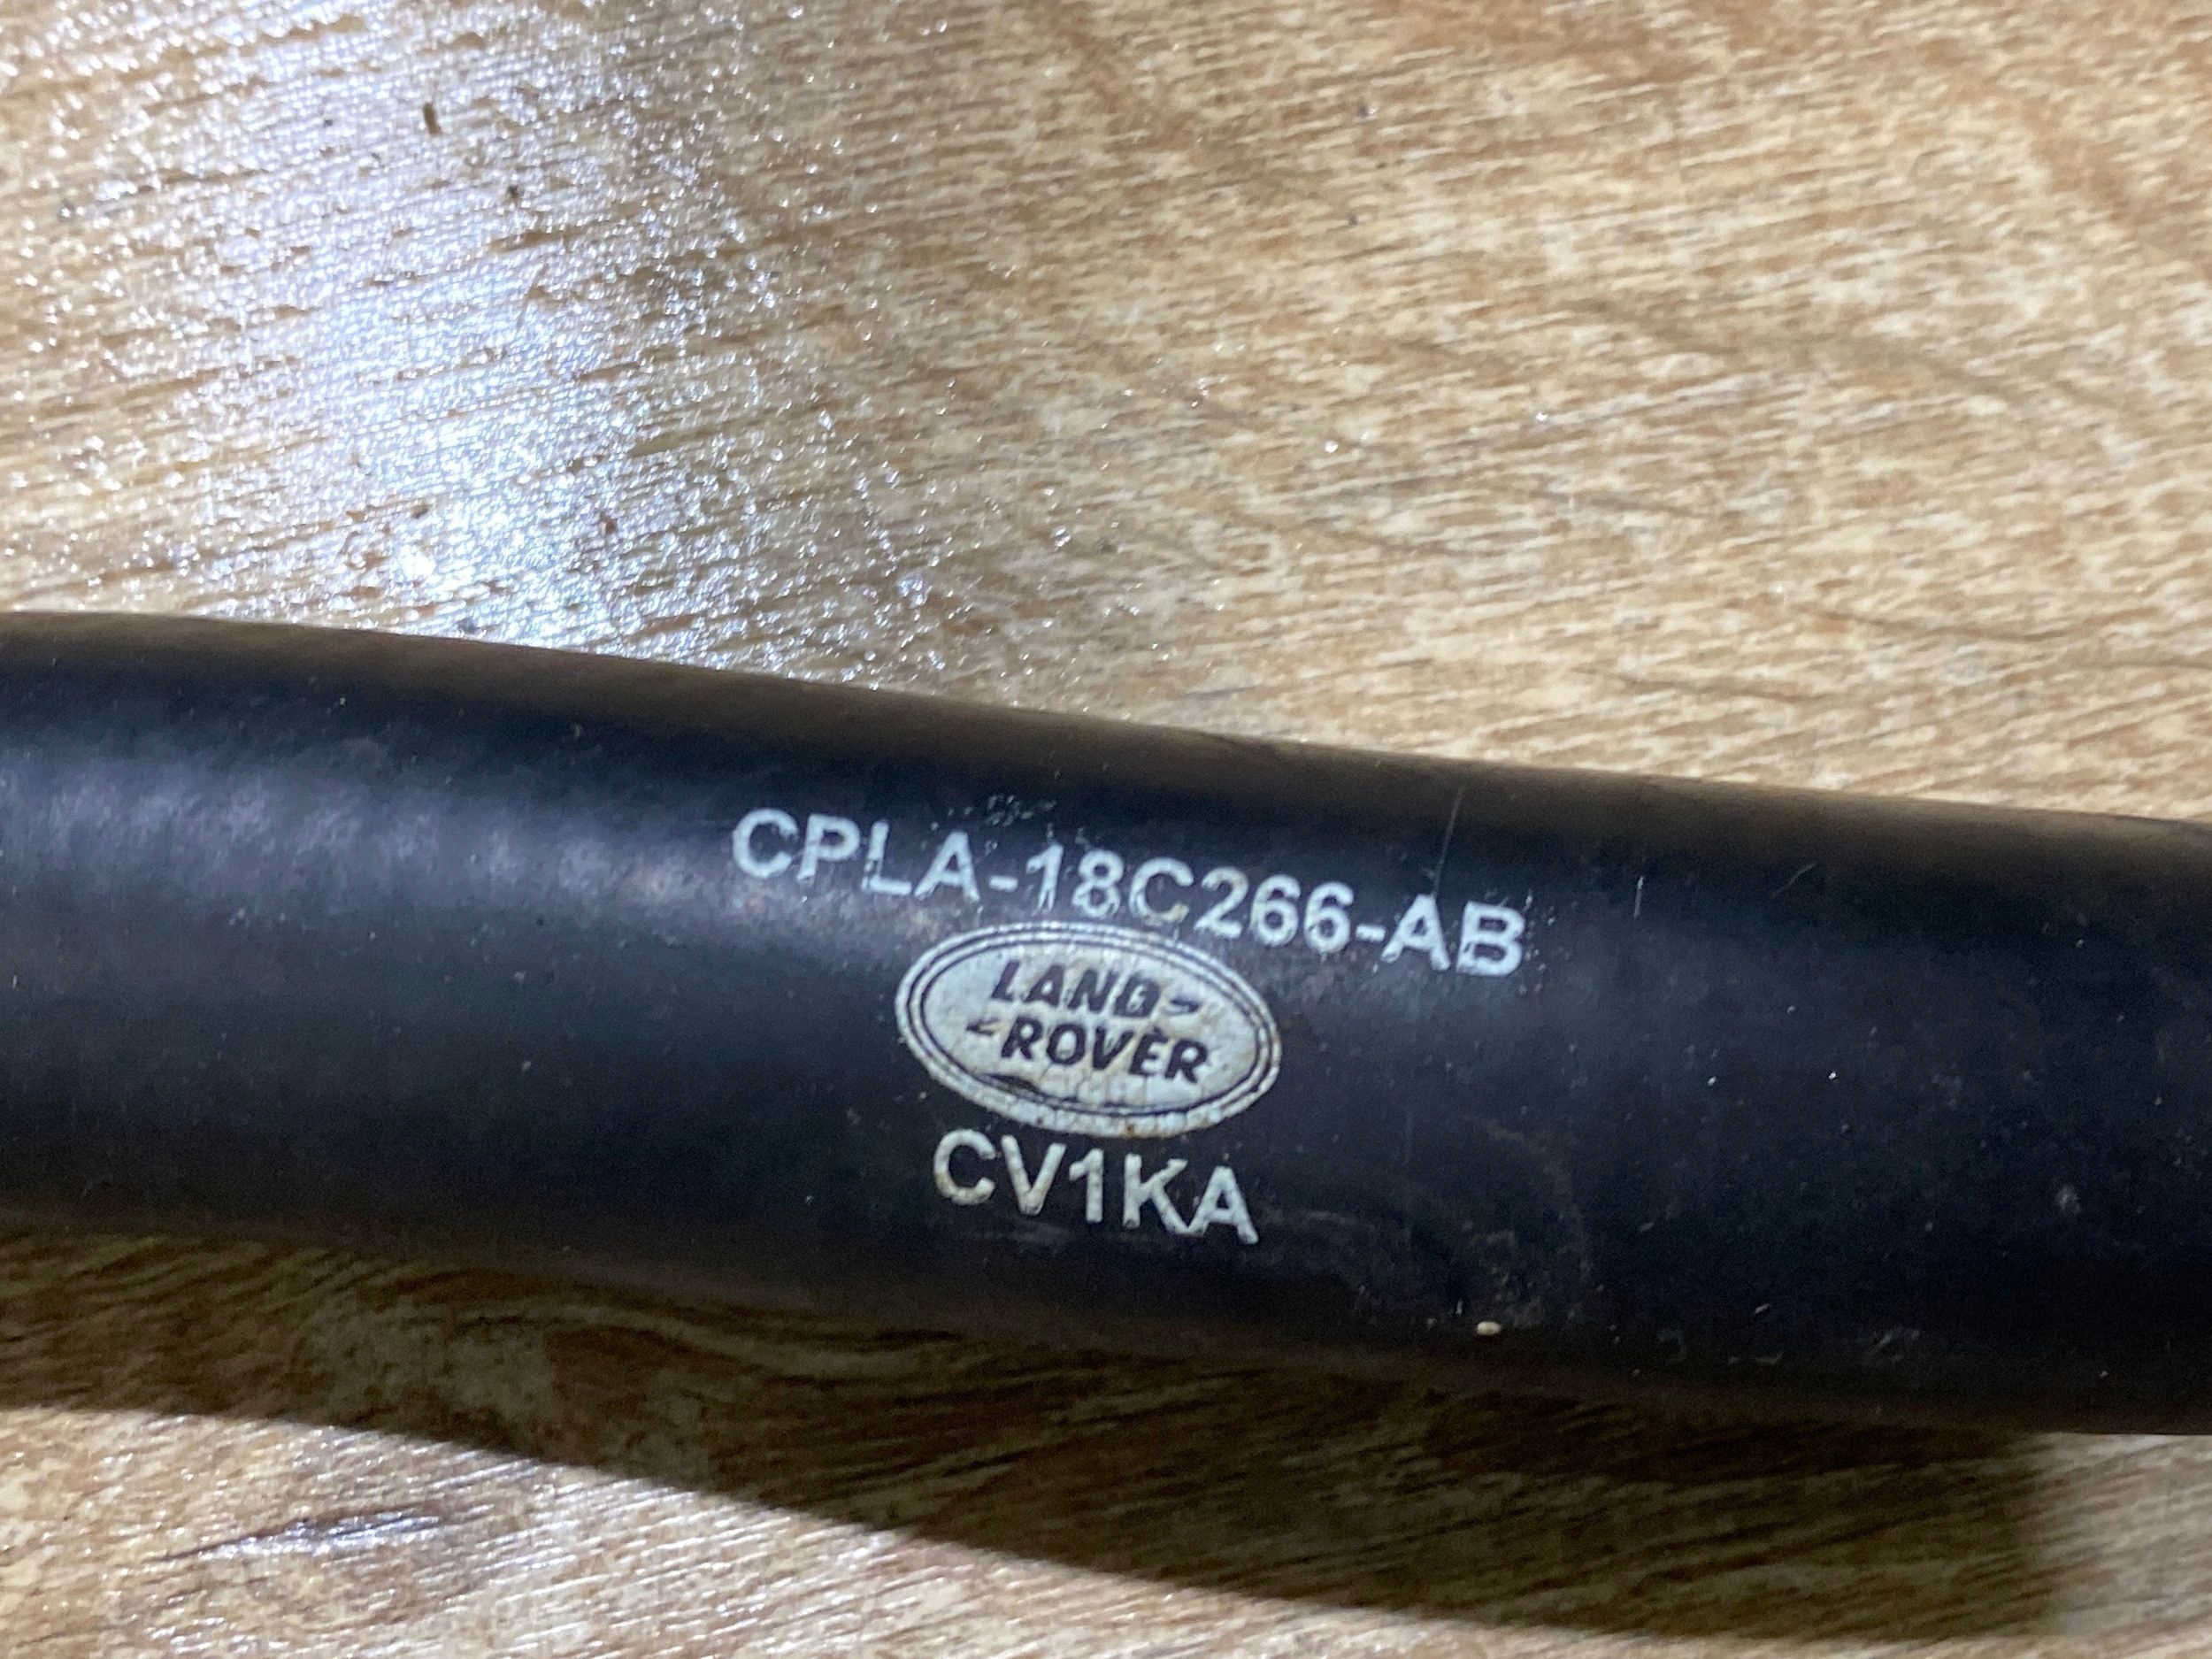 CPLA-18C266-AB
LAND-
-ROVER
CV1KA